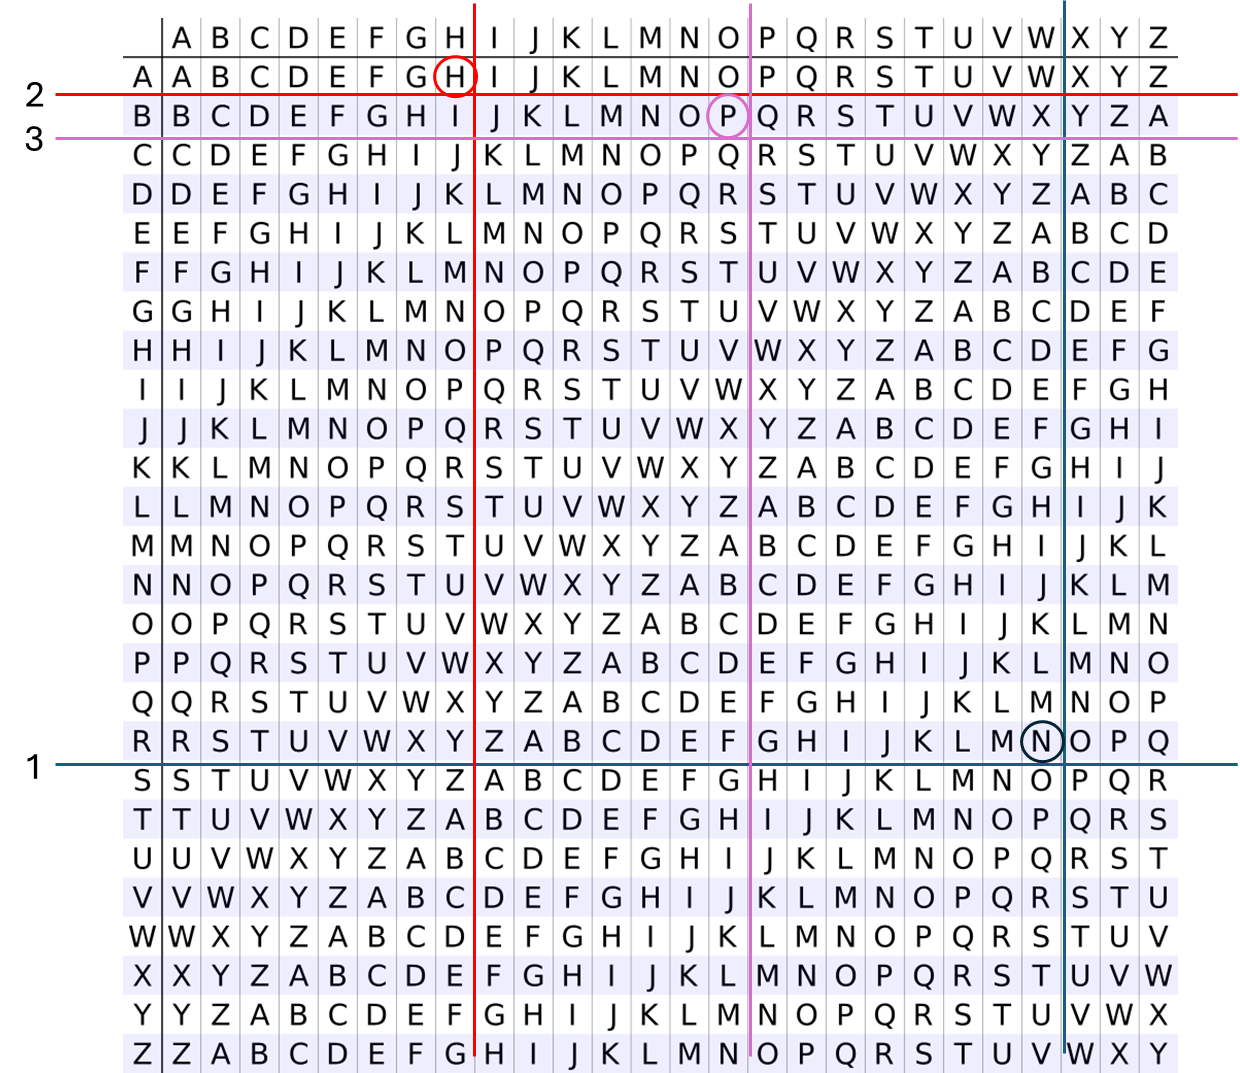 A B C D E F G H I J K L M N O P Q R S T U V W X Y Z
A A B C D E F G H I J K L M N O P Q R S T U V W X Y Z
2
B B C D E F G H I J K L M N O P Q R S T U V W X Y Z A
3
C C D E F G H I J K L M N O P Q R S T U V W X Y Z A B
D D E F G H I J K L M N O P Q R S T U V W X Y Z A B C
E E F G H I J K L M N O P Q R S T U V W X Y Z A B C D
F F G H I J K L M N O P Q R S T U V W X Y Z A B C D E
G G H I J K L M N O P Q R S T U V W X Y Z A B C D E F
H H I J K L M N O P Q R S T U V W X Y Z A B C D E F G
I I J K L M N O P Q R S T U V W X Y Z A B C D E F G H
J J K L M N O P Q R S T U V W X Y Z A B C D E F G H I
K K L M N O P Q R S T U V W X Y Z A B C D E F G H I J
L L M N O P Q R S T U V W X Y Z A B C D E F G H I J K
M M N O P Q R S T U V W X Y Z A B C D E F G H I J K L
N N O P Q R S T U V W X Y Z A B C D E F G H I J K L M
O O P Q R S T U V W X Y Z A B C D E F G H I J K L M N
P P Q R S T U V W X Y Z A B C D E F G H I J K L M N O
Q Q R S T U V W X Y Z A B C D E F G H I J K L M N O P
R R S T U V W X Y Z A B C D E F G H I J K L M N O P Q
1
S S T U V W X Y Z A B C D E F G H I J K L M N O P Q R
T T U V W X Y Z A B C D E F G H I J K L M N O P Q R S
U U V W X Y Z A B C D E F G H I J K L M N O P Q R S T
V V W X Y Z A B C D E F G H I J K L M N O P Q R S T U
W W X Y Z A B C D E F G H I J K L M N O P Q R S T U V
X X Y Z A B C D E F G H I J K L M N O P Q R S T U V W
Y Y Z A B C D E F G H I J K L M N O P Q R S T U V W X
Z Z A B C D E F G H I J K L M N O P Q R S T U V W X Y